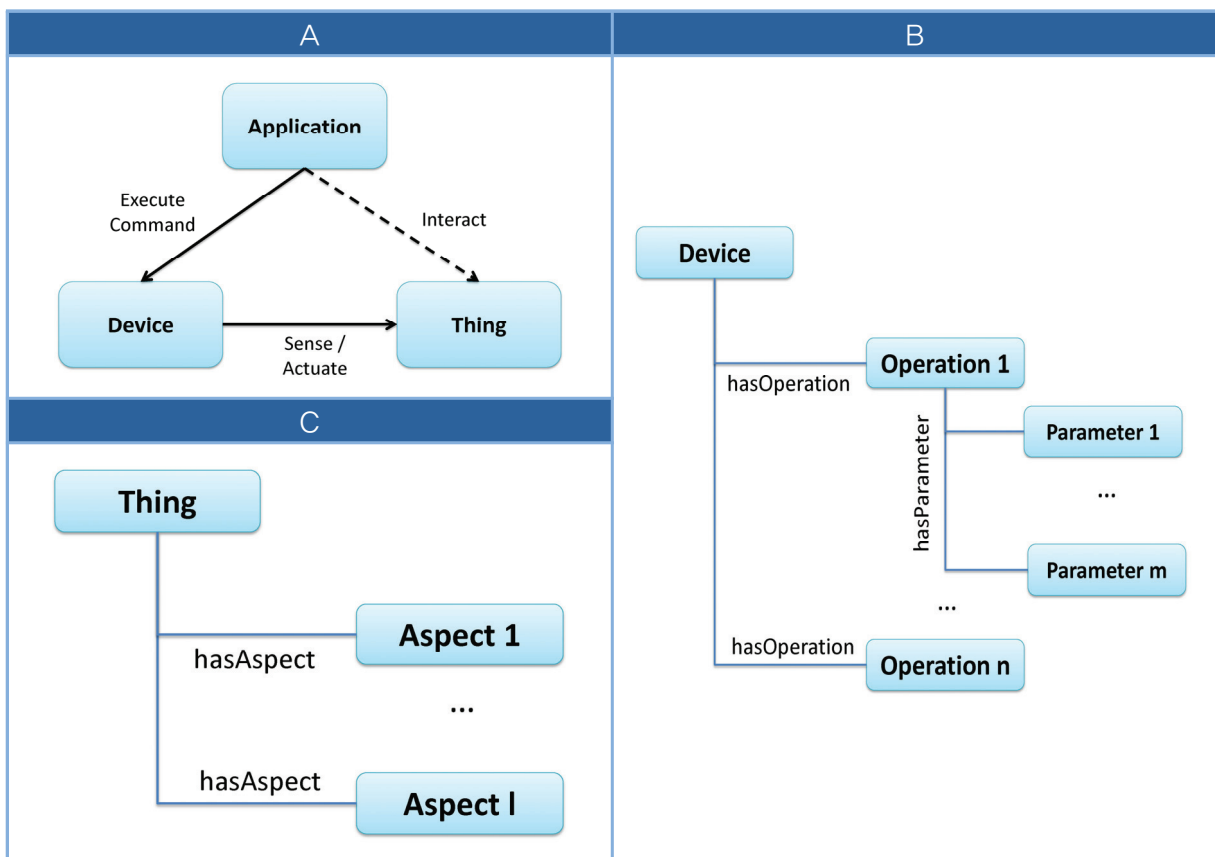 A
Application
Execute
Command
Interact
Device
Thing
Sense /
Actuate
B
Device
hasOperation
Operation 1
hasParameter
Parameter 1
...
Parameter m
...
hasOperation
Operation n
C
Thing
hasAspect
Aspect 1
...
hasAspect
Aspect l